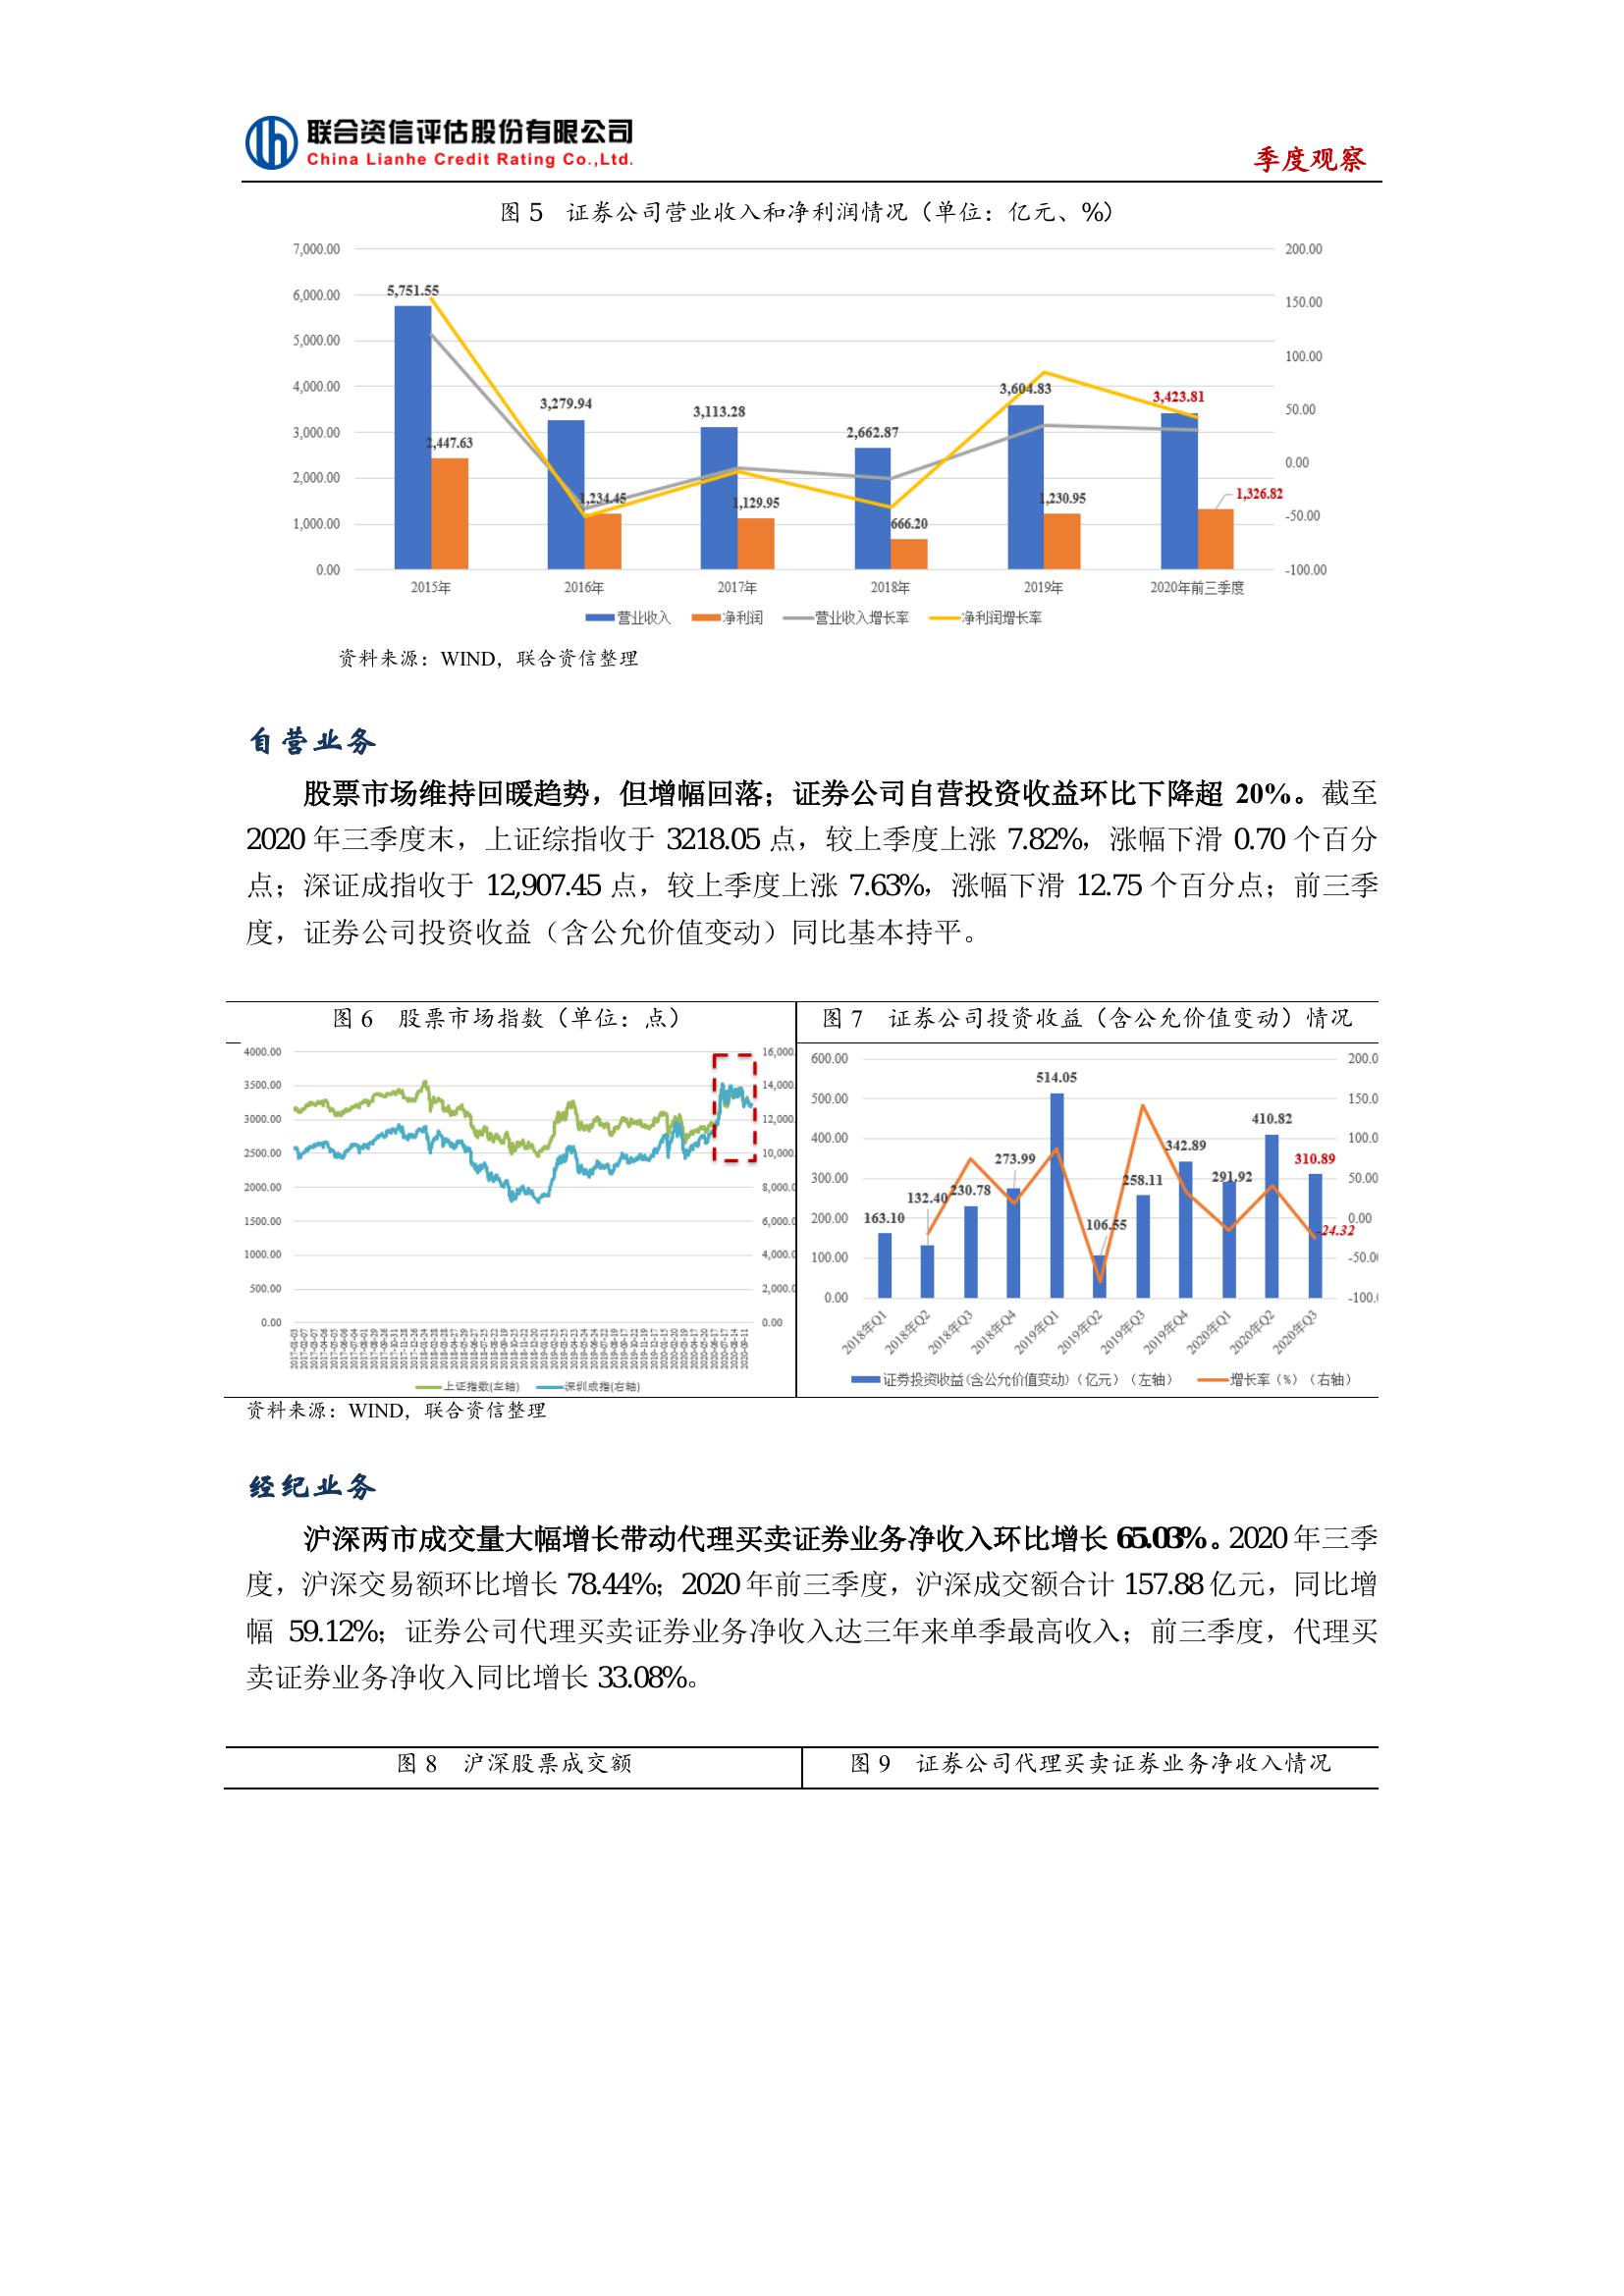 联合资信评估股份有限公司
China Lianhe Credit Rating Co.,Ltd.
季度观察
图 5 证券公司营业收入和净利润情况（单位：亿元、%）
7,000.00 200.00
5,751.55
6,000.00 150.00
5,000.00 100.00
4,000.00 3,604.83 3,423.81
3,279.94 3,113.28 50.00
3,000.00 2,447.63 2,662.87
2,000.00 0.00
1,234.45 1,129.95 666.20 1,230.95 1,326.82
1,000.00 -50.00
0.00 -100.00
2015年 2016年 2017年 2018年 2019年 2020年前三季度
营业收入 净利润 营业收入增长率 净利润增长率
资料来源：WIND，联合资信整理
自营业务
股票市场维持回暖趋势，但增幅回落；证券公司自营投资收益环比下降超 20%。截至
2020 年三季度末，上证综指收于 3218.05 点，较上季度上涨 7.82%，涨幅下滑 0.70 个百分
点；深证成指收于 12,907.45 点，较上季度上涨 7.63%，涨幅下滑 12.75 个百分点；前三季
度，证券公司投资收益（含公允价值变动）同比基本持平。
图 6 股票市场指数（单位：点）
4000.00 16,000.
3500.00 14,000.
3000.00 12,000.
2500.00 10,000.
2000.00 8,000.0
1500.00 6,000.0
1000.00 4,000.0
500.00 2,000.0
0.00 0.00
上证指数(左轴) 深圳成指(右轴)
图 7 证券公司投资收益（含公允价值变动）情况
600.00 200.0
514.05
500.00 150.0
410.82
400.00 100.0
342.89 310.89
273.99 291.92
300.00 50.00
230.78 258.11
132.40
163.10 106.55
200.00 0.00
-24.32
100.00 -50.00
0.00 -100.0
2018年Q1 2018年Q2 2018年Q3 2018年Q4 2019年Q1 2019年Q2 2019年Q3 2019年Q4 2020年Q1 2020年Q2 2020年Q3
证券投资收益(含公允价值变动)（亿元）（左轴） 增长率（%）（右轴）
资料来源：WIND，联合资信整理
经纪业务
沪深两市成交量大幅增长带动代理买卖证券业务净收入环比增长 65.03%。2020 年三季
度，沪深交易额环比增长 78.44%；2020 年前三季度，沪深成交额合计 157.88 亿元，同比增
幅 59.12%；证券公司代理买卖证券业务净收入达三年来单季最高收入；前三季度，代理买
卖证券业务净收入同比增长 33.08%。
图 8 沪深股票成交额
图 9 证券公司代理买卖证券业务净收入情况